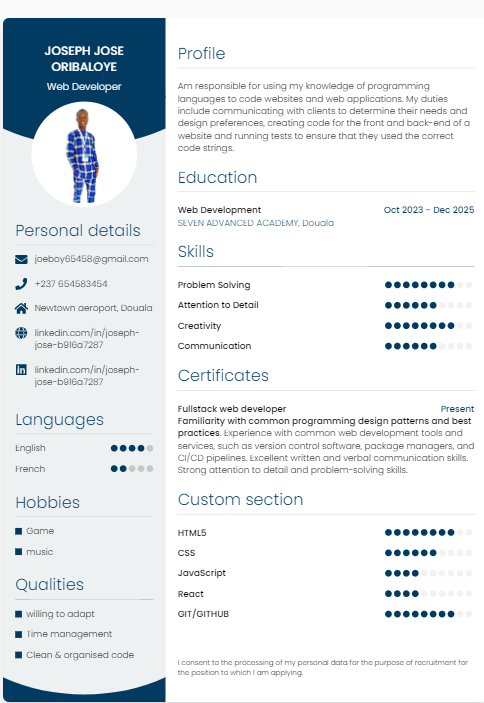 JOSEPH JOSE
ORIBALOYE
Web Developer
Personal details
joeboy65458@gmail.com
+237 654583454
Newtown aeroport, Douala
linkedin.com/in/joseph-
jose-b916a7287
linkedin.com/in/joseph-
jose-b916a7287
Languages
English
French
Hobbies
Game
music
Qualities
willing to adapt
Time management
Clean & organised code
Profile
Am responsible for using my knowledge of programming
languages to code websites and web applications. My duties
include communicating with clients to determine their needs and
design preferences, creating code for the front and back-end of a
website and running tests to ensure that they used the correct
code strings.
Education
Web Development Oct 2023 - Dec 2025
SEVEN ADVANCED ACADEMY, Douala
Skills
Problem Solving
Attention to Detail
Creativity
Communication
Certificates
Fullstack web developer Present
Familiarity with common programming design patterns and best
practices. Experience with common web development tools and
services, such as version control software, package managers, and
CI/CD pipelines. Excellent written and verbal communication skills.
Strong attention to detail and problem-solving skills.
Custom section
HTML5
CSS
JavaScript
React
GIT/GITHUB
I consent to the processing of my personal data for the purpose of recruitment for
the position to which I am applying.